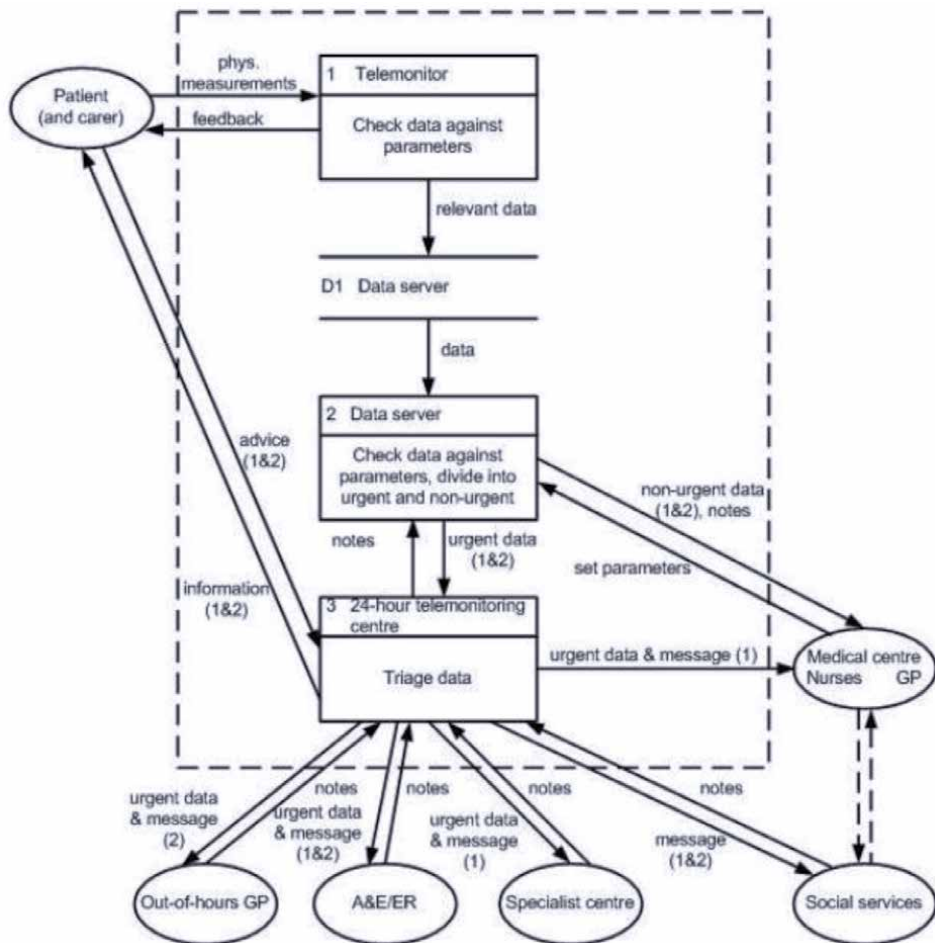 phys.
measurements
Patient
(and carer)
feedback
1 Telemonitor
Check data against
parameters
relevant data
D1 Data server
data
2 Data server
Check data against
parameters, divide into
urgent and non-urgent
advice
(1&2)
non-urgent data
(1&2), notes
set parameters
notes
urgent data
(1&2)
information
(1&2)
3 24-hour telemonitoring
centre
Triage data
urgent data & message (1)
Medical centre
Nurses GP
urgent data
& message
(2)
notes
urgent data
& message
(1&2)
notes
urgent data
& message
(1)
notes
message
(1&2)
notes
Out-of-hours GP
A&E/ER
Specialist centre
Social services